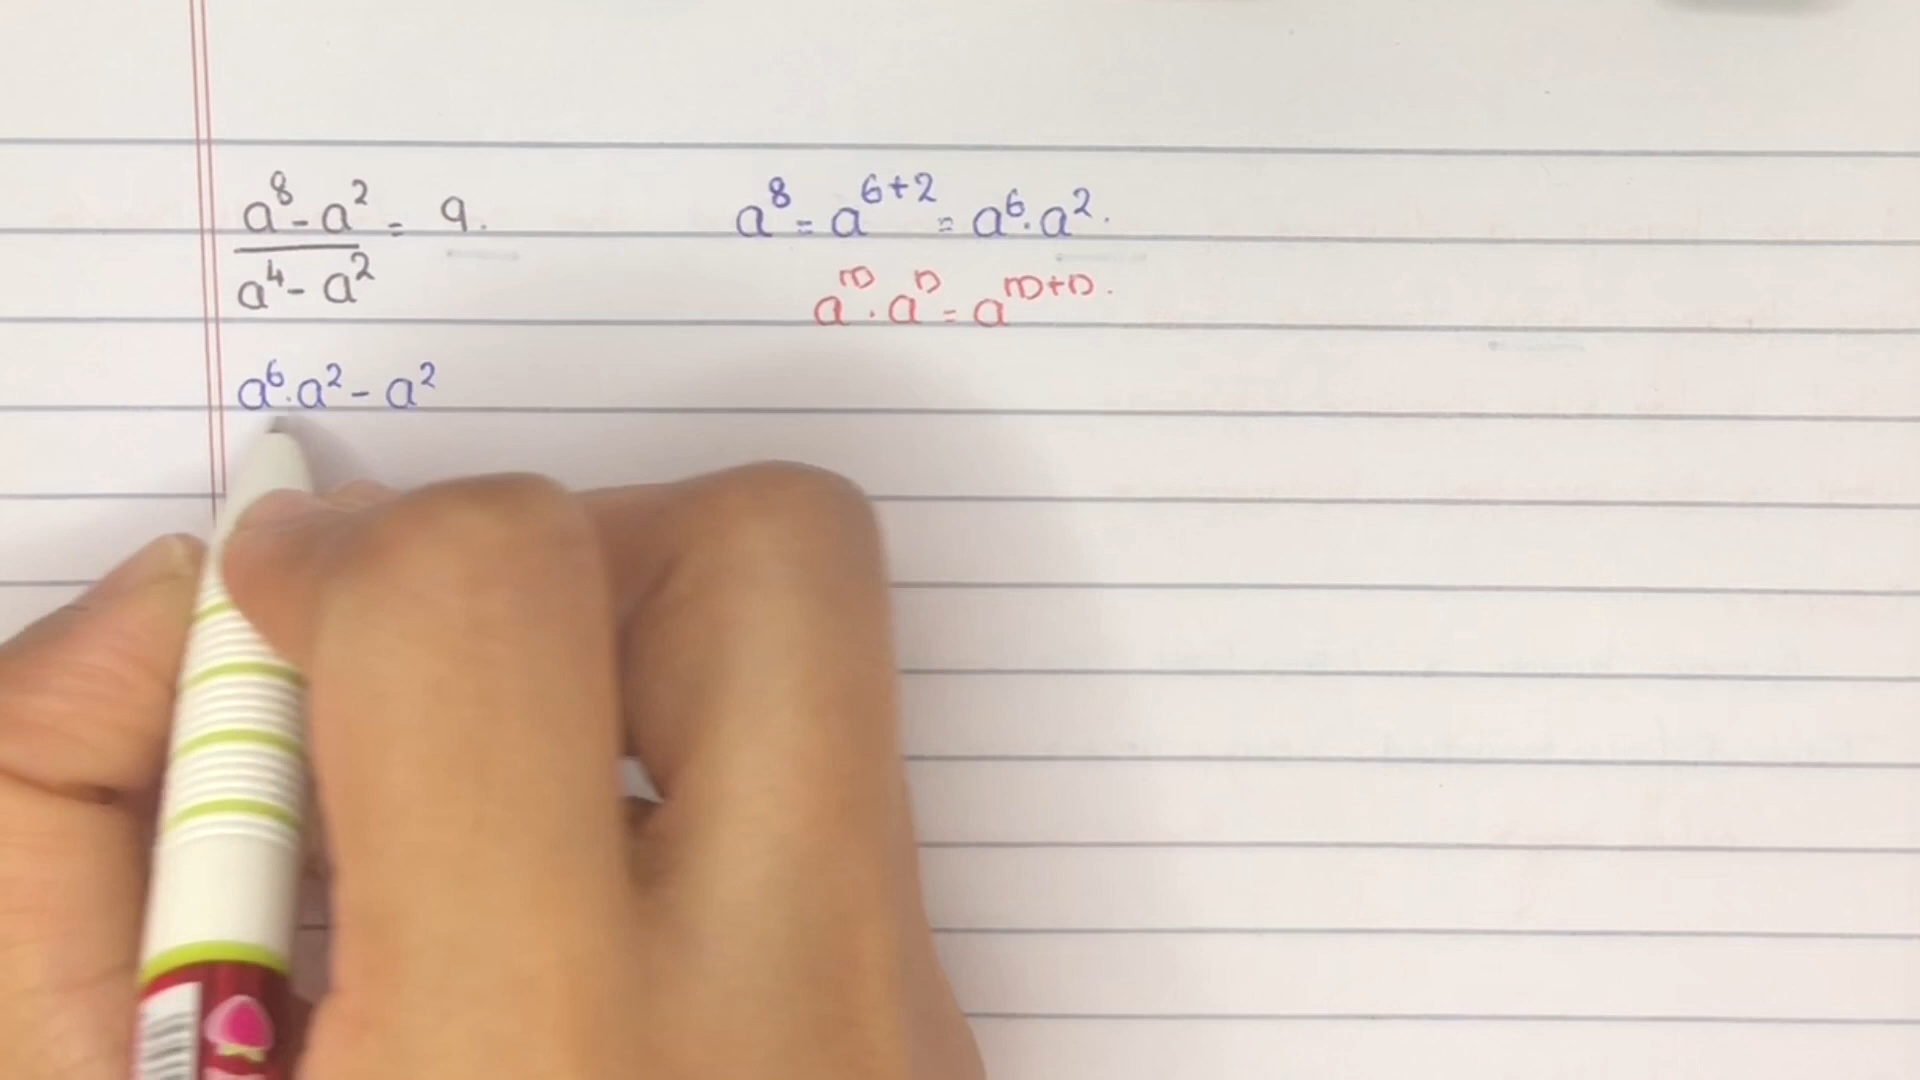 a⁸ - a² = 9.
a⁴ - a²
a⁸ = a⁶⁺² = a⁶ · a².
aᵐ · aⁿ = aᵐ⁺ⁿ.
a⁶ · a² - a²